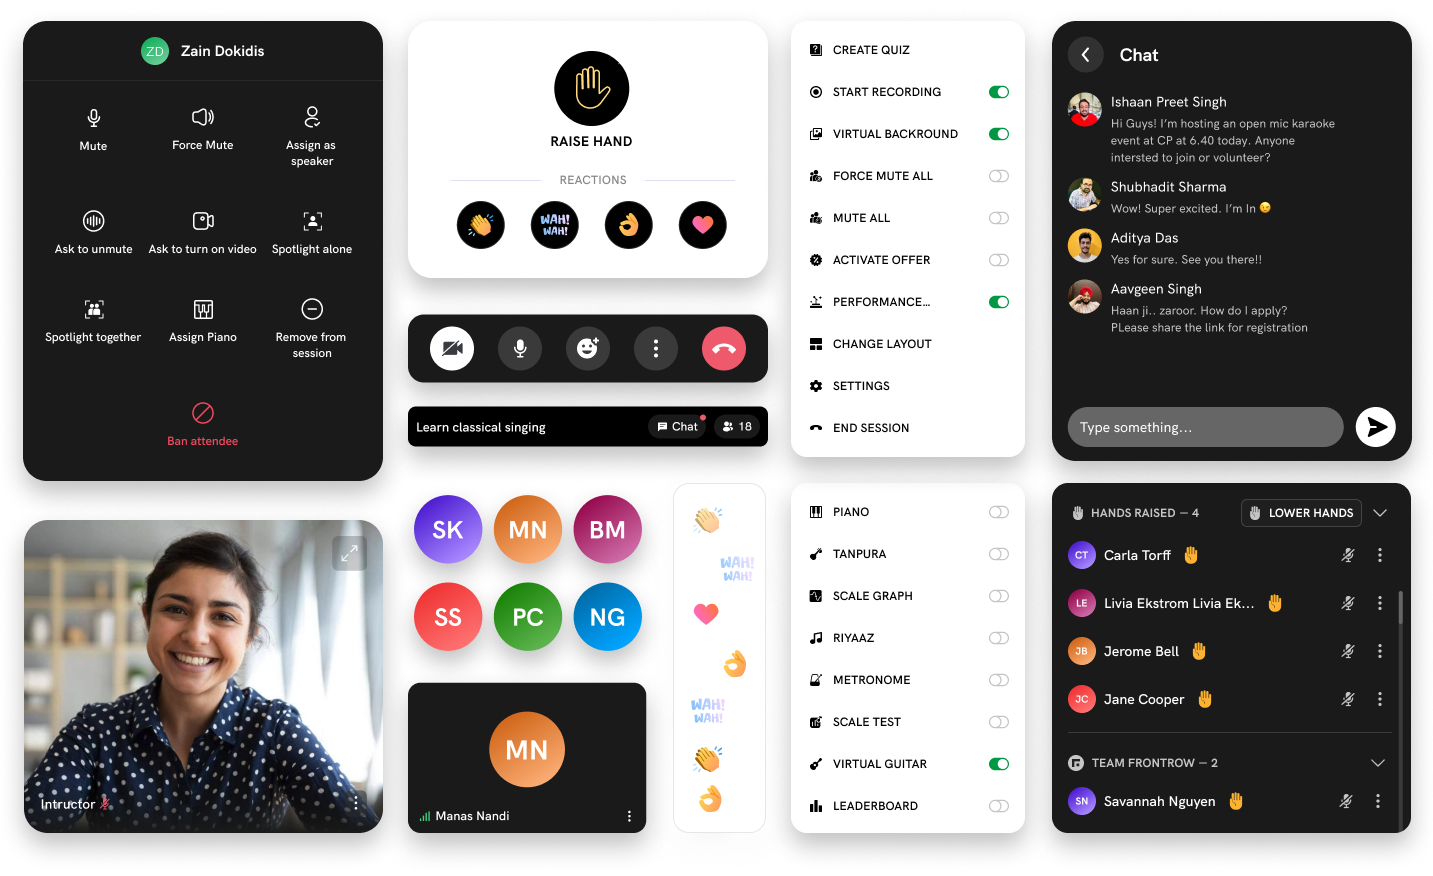 ZD Zain Dokidis
Mute
Force Mute
Assign as
speaker
Ask to unmute
Ask to turn on video
Spotlight alone
Spotlight together
Assign Piano
Remove from
session
Ban attendee
Intructor
RAISE HAND
REACTIONS
WAH!
WAH!
Learn classical singing
Chat
18
SK
MN
BM
SS
PC
NG
MN
Manas Nandi
WAH!
WAH!
WAH!
WAH!
CREATE QUIZ
START RECORDING
VIRTUAL BACKGROUND
FORCE MUTE ALL
MUTE ALL
ACTIVATE OFFER
PERFORMANCE...
CHANGE LAYOUT
SETTINGS
END SESSION
PIANO
TANPURA
SCALE GRAPH
RIYAAZ
METRONOME
SCALE TEST
VIRTUAL GUITAR
LEADERBOARD
Chat
Ishaan Preet Singh
Hi Guys! I'm hosting an open mic karaoke
event at CP at 6.40 today. Anyone
intersted to join or volunteer?
Shubhadit Sharma
Wow! Super excited. I'm In 😉
Aditya Das
Yes for sure. See you there!!
Aavgeen Singh
Haan ji.. zaroor. How do I apply?
PLease share the link for registration
Type something...
HANDS RAISED – 4
LOWER HANDS
CT Carla Torff
LE Livia Ekstrom Livia Ek...
JB Jerome Bell
JC Jane Cooper
TEAM FRONTROW – 2
SN Savannah Nguyen